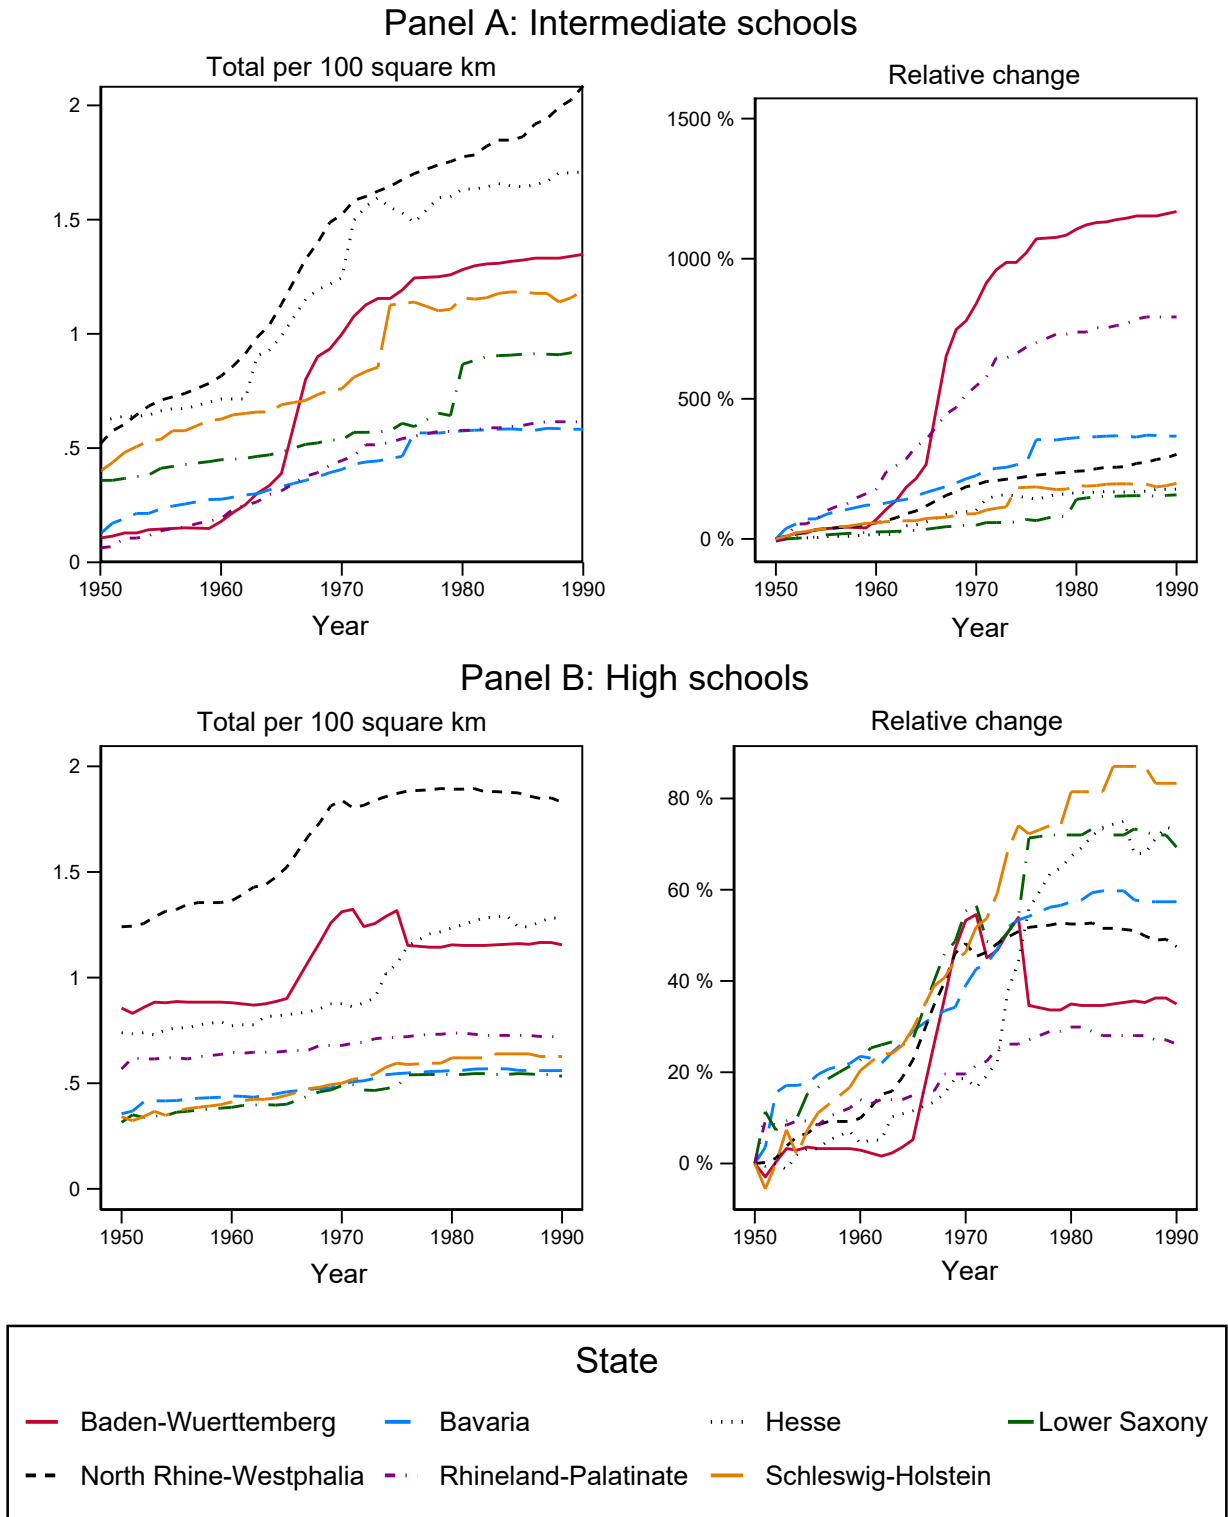 Panel A: Intermediate schools
Total per 100 square km
2
1.5
1
.5
0
1950 1960 1970 1980 1990
Year
Relative change
1500 %
1000 %
500 %
0 %
1950 1960 1970 1980 1990
Year
Panel B: High schools
Total per 100 square km
2
1.5
1
.5
0
1950 1960 1970 1980 1990
Year
Relative change
80 %
60 %
40 %
20 %
0 %
1950 1960 1970 1980 1990
Year
State
Baden-Wuerttemberg Bavaria Hesse Lower Saxony
North Rhine-Westphalia Rhineland-Palatinate Schleswig-Holstein